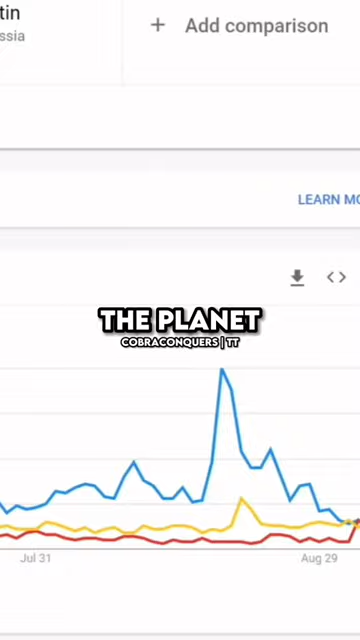 tin
ssia
+ Add comparison
LEARN MO
THE PLANET
COBRACONQUERS | TT
Jul 31
Aug 29